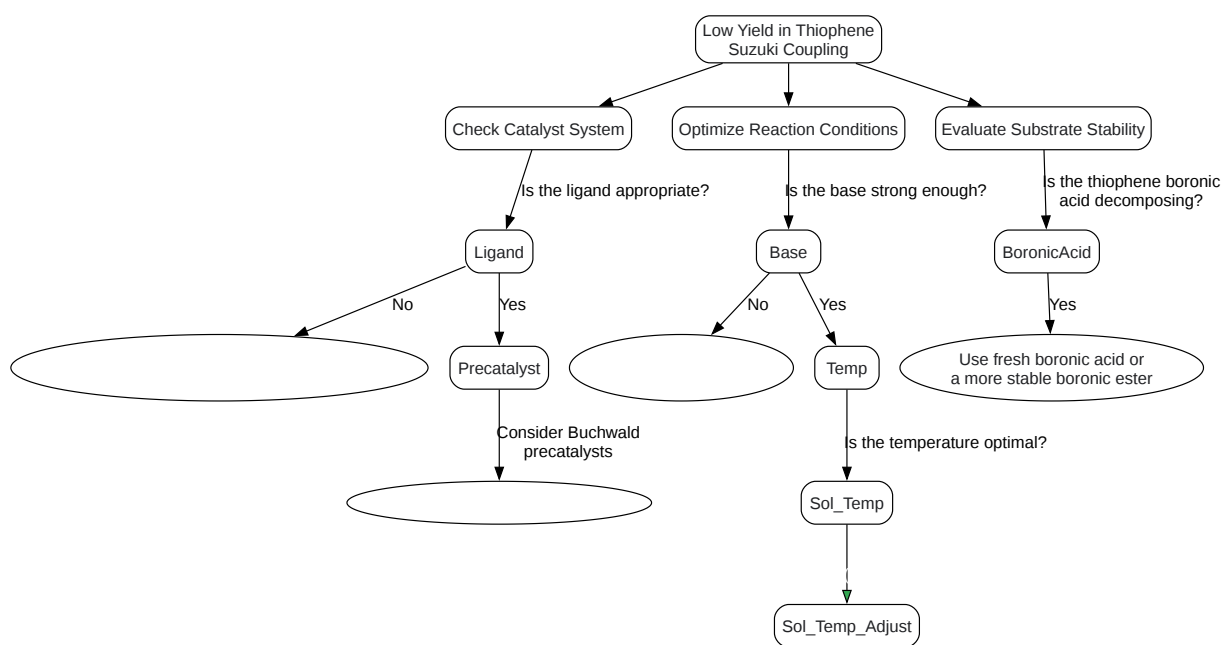 Low Yield in Thiophene
Suzuki Coupling
Check Catalyst System
Optimize Reaction Conditions
Evaluate Substrate Stability
Is the ligand appropriate?
Is the base strong enough?
Is the thiophene boronic
acid decomposing?
Ligand
Base
BoronicAcid
No
Yes
No
Yes
Yes
Precatalyst
Temp
Use fresh boronic acid or
a more stable boronic ester
Consider Buchwald
precatalysts
Is the temperature optimal?
Sol_Temp
Sol_Temp_Adjust